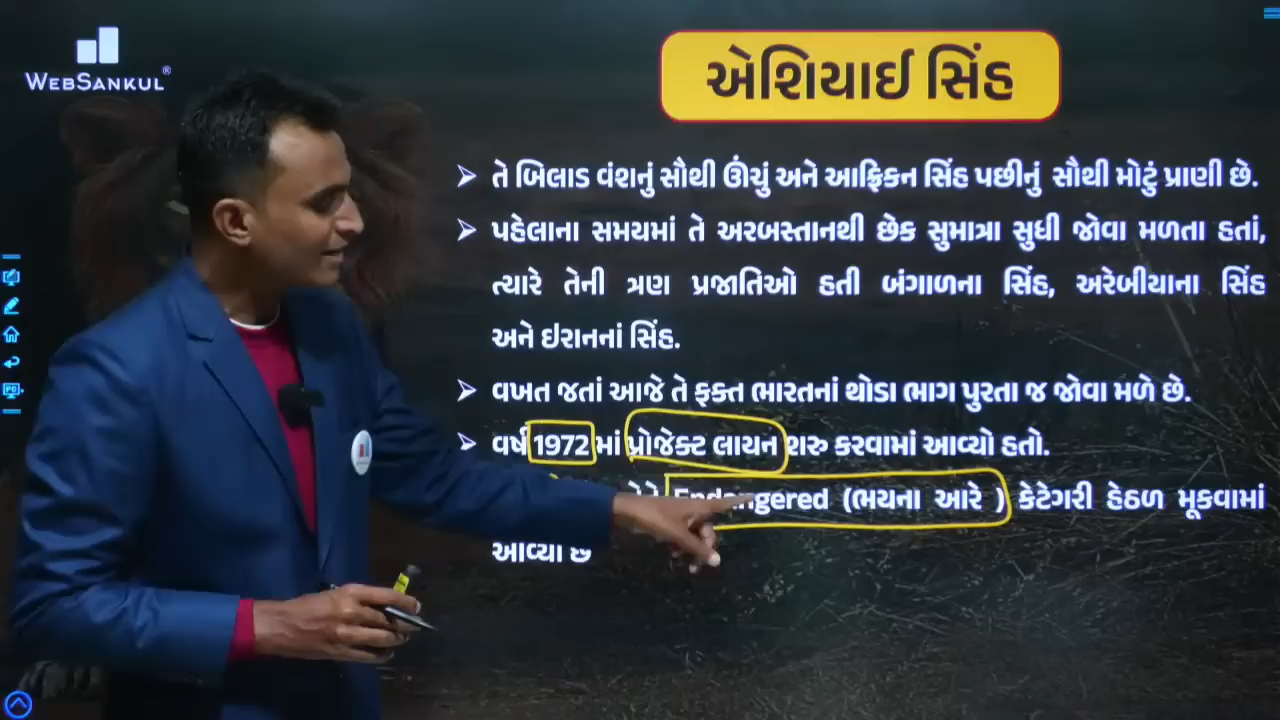 WEBSANKUL®
એશિયાઈ સિંહ
➢ તે બિલાડ વંશનું સૌથી ઊંચું અને આફ્રિકન સિંહ પછીનું સૌથી મોટું પ્રાણી છે.
➢ પહેલાના સમયમાં તે અરબસ્તાનથી છેક સુમાત્રા સુધી જોવા મળતા હતાં,
ત્યારે તેની ત્રણ પ્રજાતિઓ હતી બંગાળના સિંહ, અરેબીયાના સિંહ
અને ઇરાનનાં સિંહ.
➢ વખત જતાં આજે તે ફક્ત ભારતનાં થોડા ભાગ પુરતા જ જોવા મળે છે.
➢ વર્ષ 1972 માં પ્રોજેક્ટ લાયન શરુ કરવામાં આવ્યો હતો.
Endangered (ભયના આરે ) કેટેગરી હેઠળ મૂકવામાં
આવ્યા છે